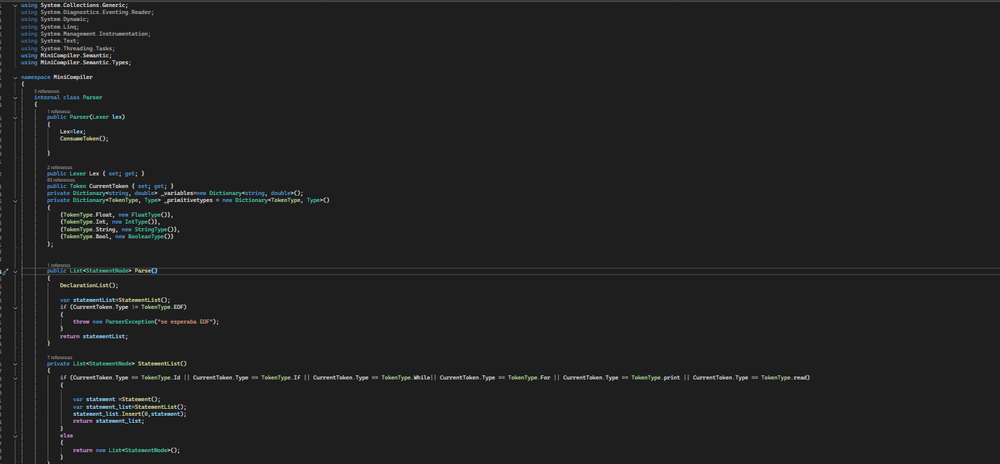 using System.Collections.Generic;
using System.Diagnostics.Eventing.Reader;
using System.Dynamic;
using System.Linq;
using System.Management.Instrumentation;
using System.Text;
using System.Threading.Tasks;
using MiniCompiler.Semantic;
using MiniCompiler.Semantic.Types;
namespace MiniCompiler
{
3 references
internal class Parser
{
1 reference
public Parser(Lexer lex)
{
Lex=lex;
ConsumeToken();
}
2 references
public Lexer Lex { set; get; }
83 references
public Token CurrentToken { set; get; }
private Dictionary<string, double> _variables=new Dictionary<string, double>();
private Dictionary<TokenType, Type> _primitivetypes = new Dictionary<TokenType, Type>()
{
{TokenType.Float, new FloatType()},
{TokenType.Int, new IntType()},
{TokenType.String, new StringType()},
{TokenType.Bool, new BooleanType()}
};
1 reference
public List<StatementNode> Parse()
{
DeclarationList();
var statementList=StatementList();
if (CurrentToken.Type != TokenType.EOF)
{
throw new ParserException("se esperaba EOF");
}
return statementList;
}
7 references
private List<StatementNode> StatementList()
{
if (CurrentToken.Type == TokenType.Id || CurrentToken.Type == TokenType.If || CurrentToken.Type == TokenType.While|| CurrentToken.Type == TokenType.For || CurrentToken.Type == TokenType.print || CurrentToken.Type == TokenType.read)
{
var statement =Statement();
var statement_list=StatementList();
statement_list.Insert(0,statement);
return statement_list;
}
else
{
return new List<StatementNode>();
}